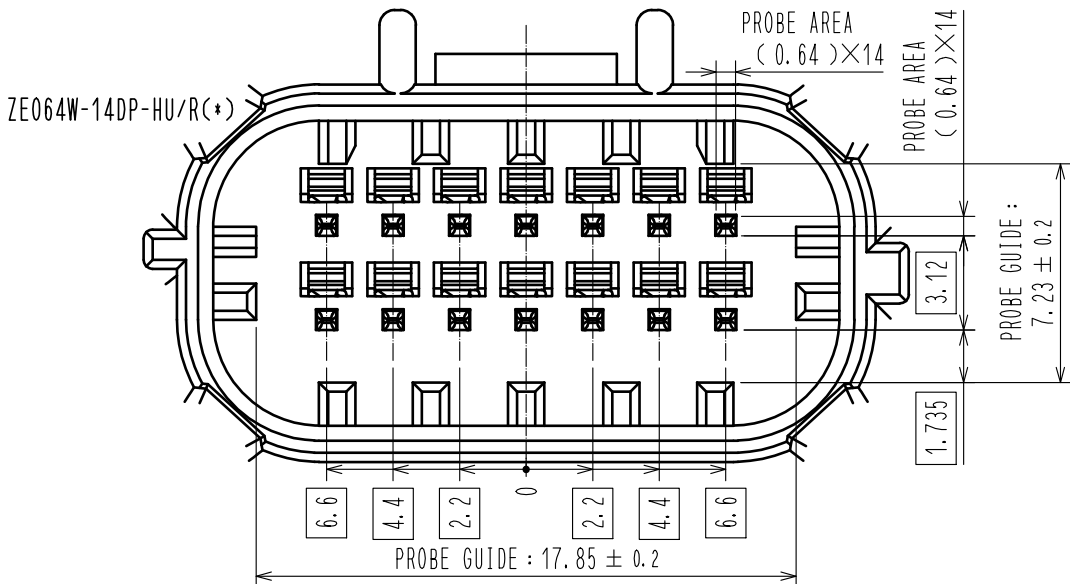 PROBE AREA
( 0.64 )×14
PROBE AREA
( 0.64 )×14
ZE064W-14DP-HU/R(*)
PROBE GUIDE :
7.23 ± 0.2
3.12
1.735
6.6
4.4
2.2
0
2.2
4.4
6.6
PROBE GUIDE : 17.85 ± 0.2